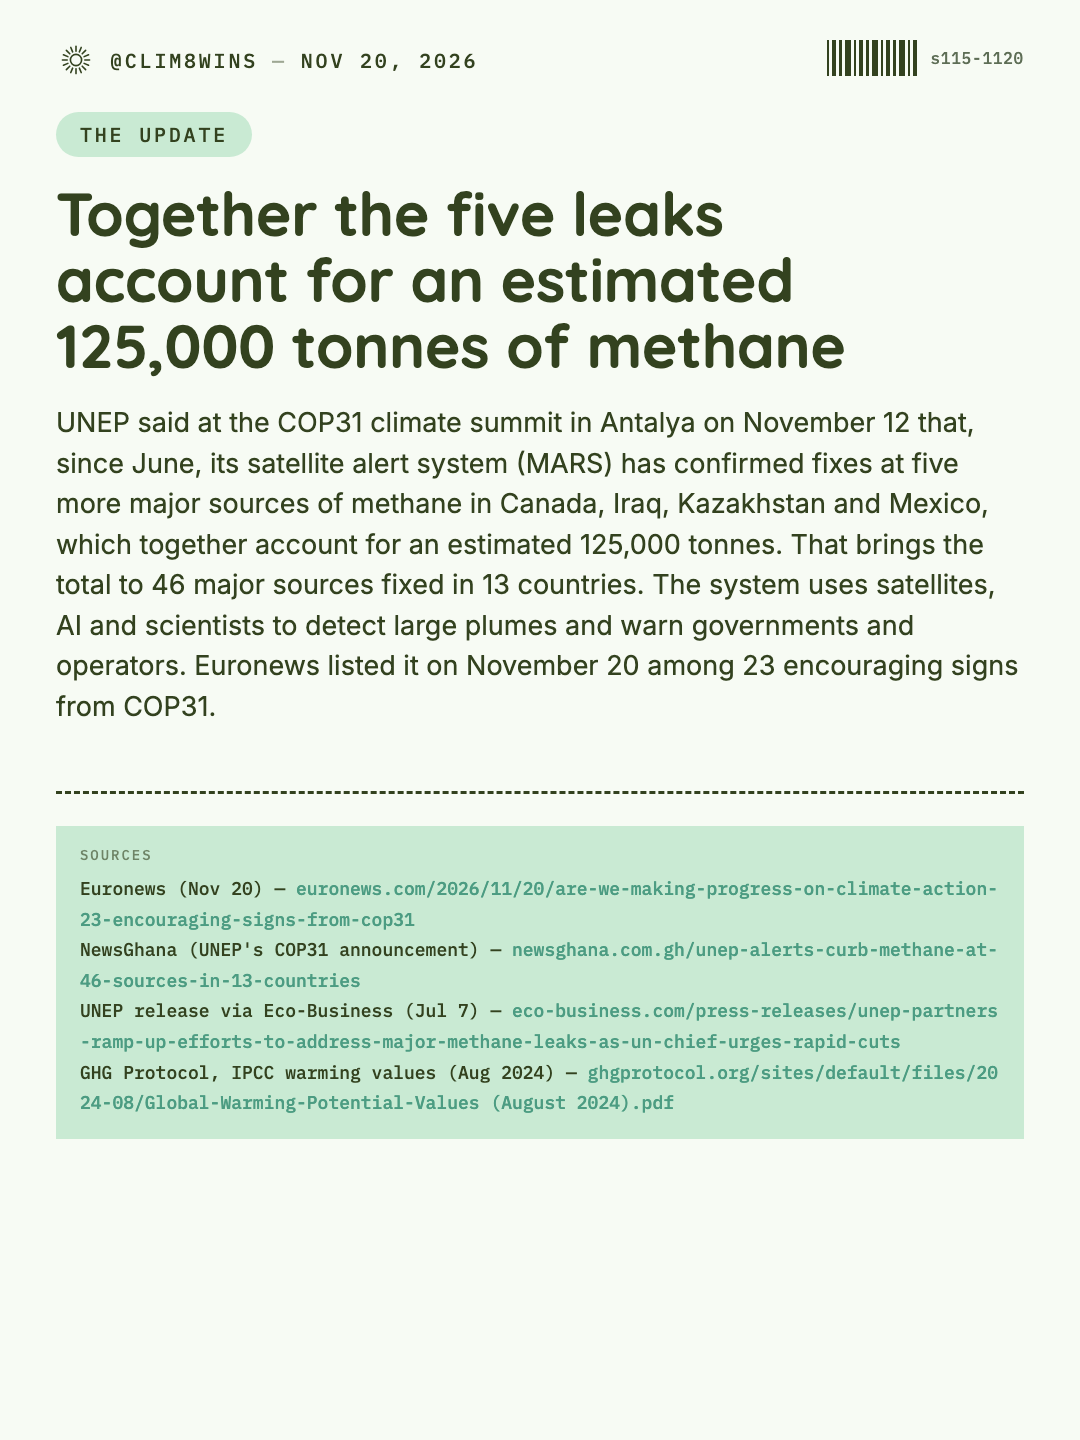 @CLIM8WINS — NOV 20, 2026
s115-1120
THE UPDATE
Together the five leaks
account for an estimated
125,000 tonnes of methane
UNEP said at the COP31 climate summit in Antalya on November 12 that,
since June, its satellite alert system (MARS) has confirmed fixes at five
more major sources of methane in Canada, Iraq, Kazakhstan and Mexico,
which together account for an estimated 125,000 tonnes. That brings the
total to 46 major sources fixed in 13 countries. The system uses satellites,
AI and scientists to detect large plumes and warn governments and
operators. Euronews listed it on November 20 among 23 encouraging signs
from COP31.
SOURCES
Euronews (Nov 20) — euronews.com/2026/11/20/are-we-making-progress-on-climate-action-
23-encouraging-signs-from-cop31
NewsGhana (UNEP's COP31 announcement) — newsghana.com.gh/unep-alerts-curb-methane-at-
46-sources-in-13-countries
UNEP release via Eco-Business (Jul 7) — eco-business.com/press-releases/unep-partners
-ramp-up-efforts-to-address-major-methane-leaks-as-un-chief-urges-rapid-cuts
GHG Protocol, IPCC warming values (Aug 2024) — ghgprotocol.org/sites/default/files/20
24-08/Global-Warming-Potential-Values (August 2024).pdf